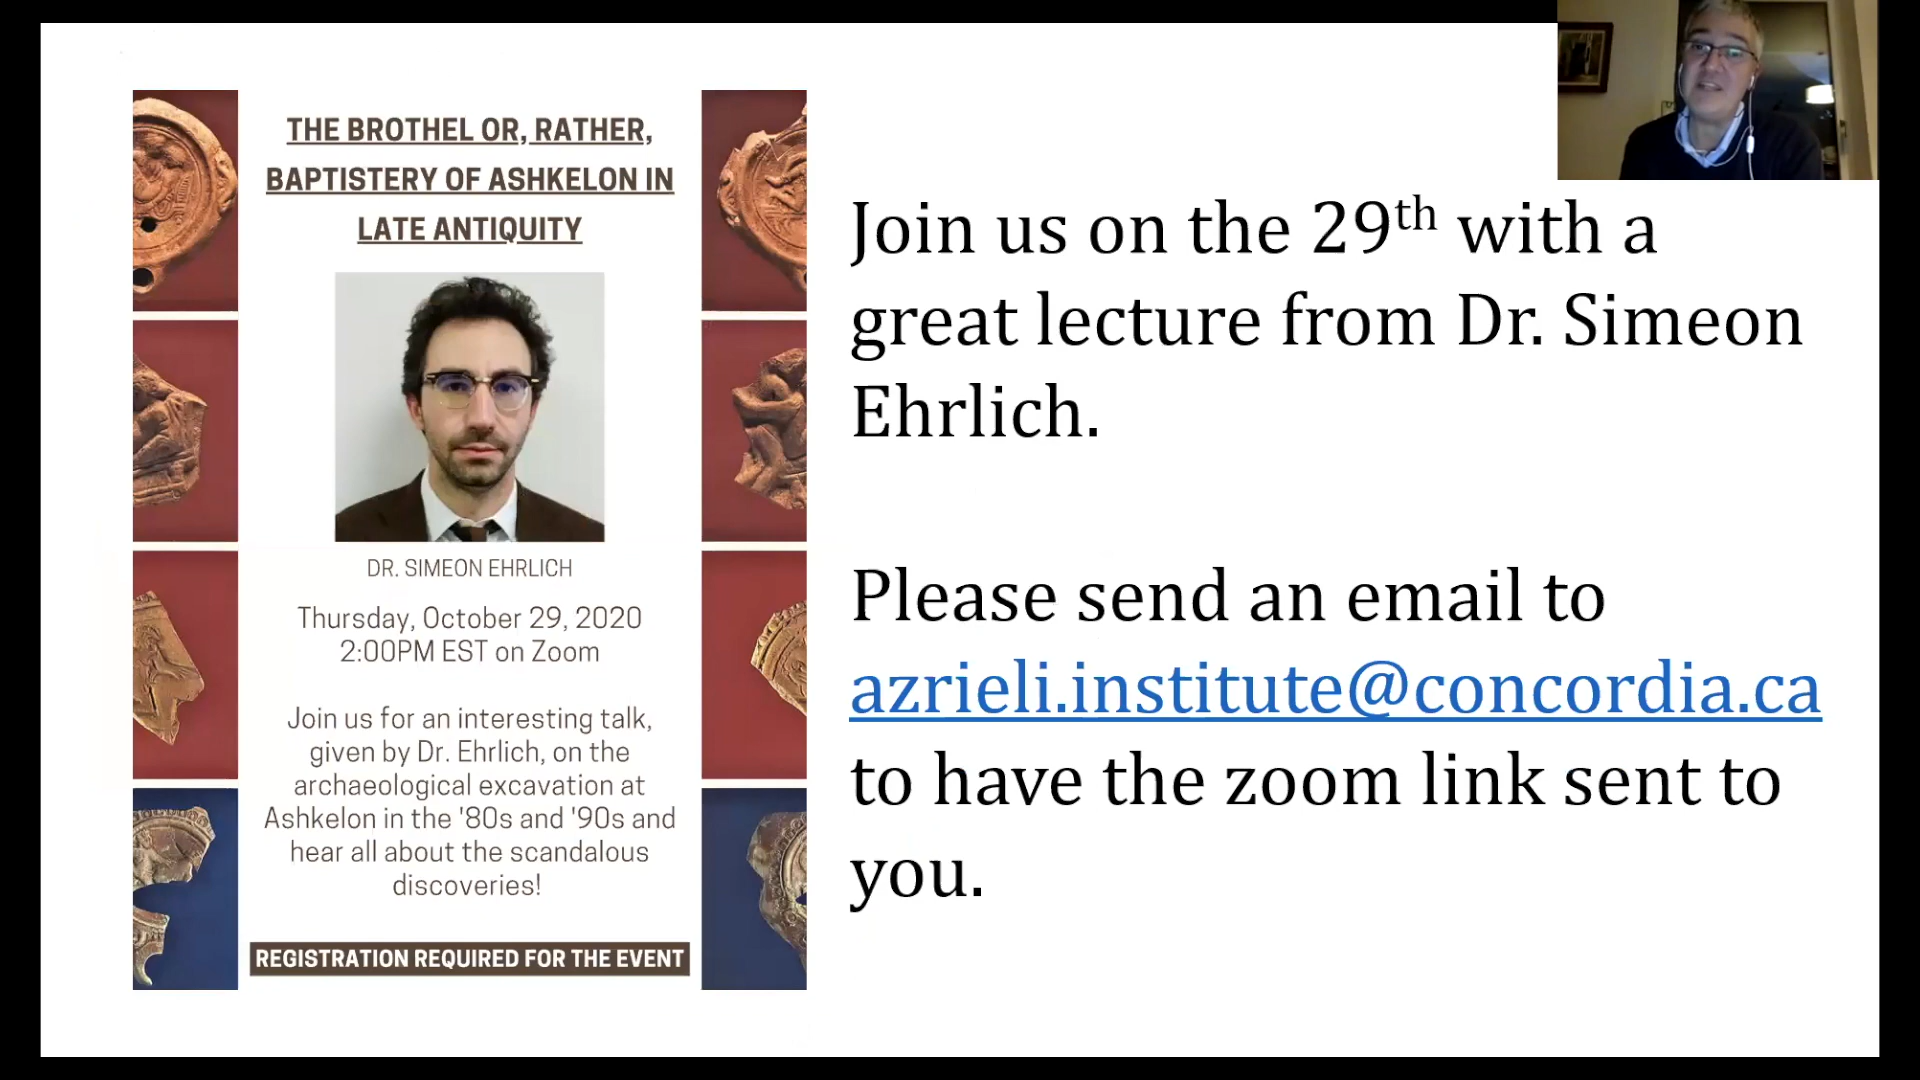 THE BROTHEL OR, RATHER,
BAPTISTERY OF ASHKELON IN
LATE ANTIQUITY
DR. SIMEON EHRLICH
Thursday, October 29, 2020
2:00PM EST on Zoom
Join us for an interesting talk,
given by Dr. Ehrlich, on the
archaeological excavation at
Ashkelon in the '80s and '90s and
hear all about the scandalous
discoveries!
REGISTRATION REQUIRED FOR THE EVENT
Join us on the 29th with a
great lecture from Dr. Simeon
Ehrlich.
Please send an email to
azrieli.institute@concordia.ca
to have the zoom link sent to
you.